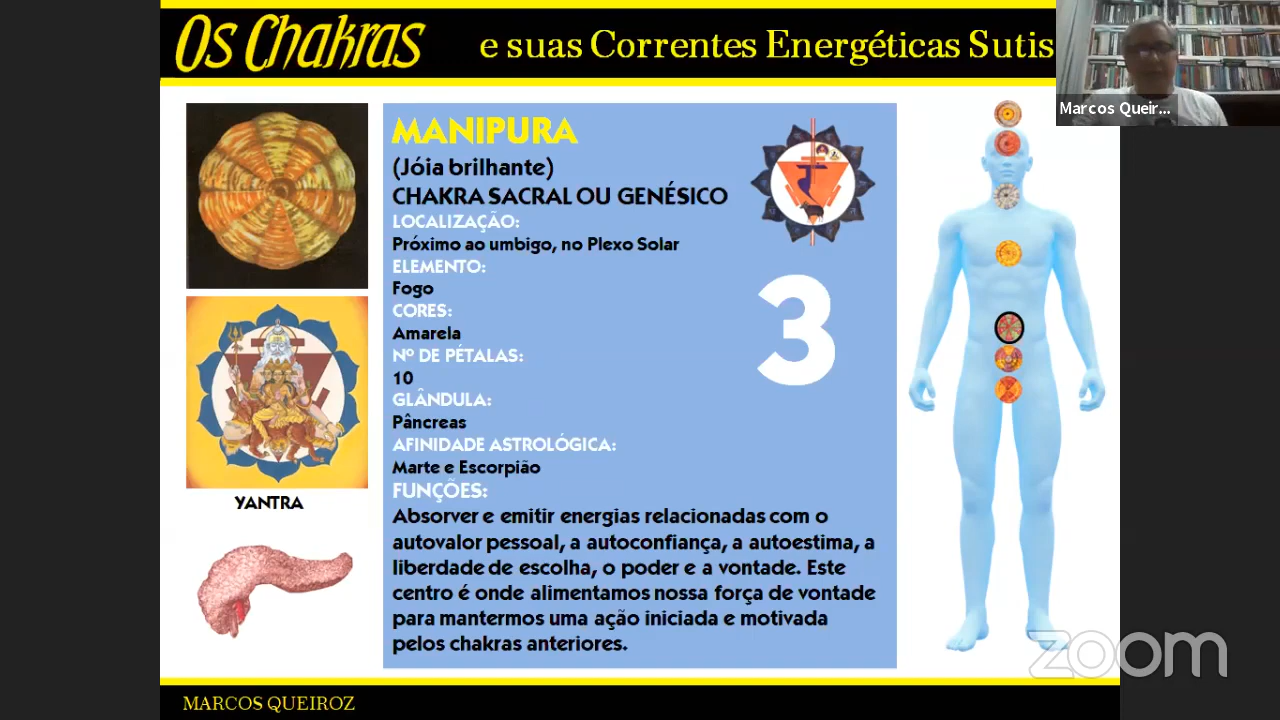 Os Chakras e suas Correntes Energéticas Sutis
Marcos Queir...
MANIPURA
(Jóia brilhante)
CHAKRA SACRAL OU GENÉSICO
LOCALIZAÇÃO:
Próximo ao umbigo, no Plexo Solar
ELEMENTO:
Fogo
CORES:
Amarela
Nº DE PÉTALAS:
10
GLÂNDULA:
Pâncreas
AFINIDADE ASTROLÓGICA:
Marte e Escorpião
FUNÇÕES:
Absorver e emitir energias relacionadas com o
autovalor pessoal, a autoconfiança, a autoestima, a
liberdade de escolha, o poder e a vontade. Este
centro é onde alimentamos nossa força de vontade
para mantermos uma ação iniciada e motivada
pelos chakras anteriores.
3
YANTRA
zoom
MARCOS QUEIROZ